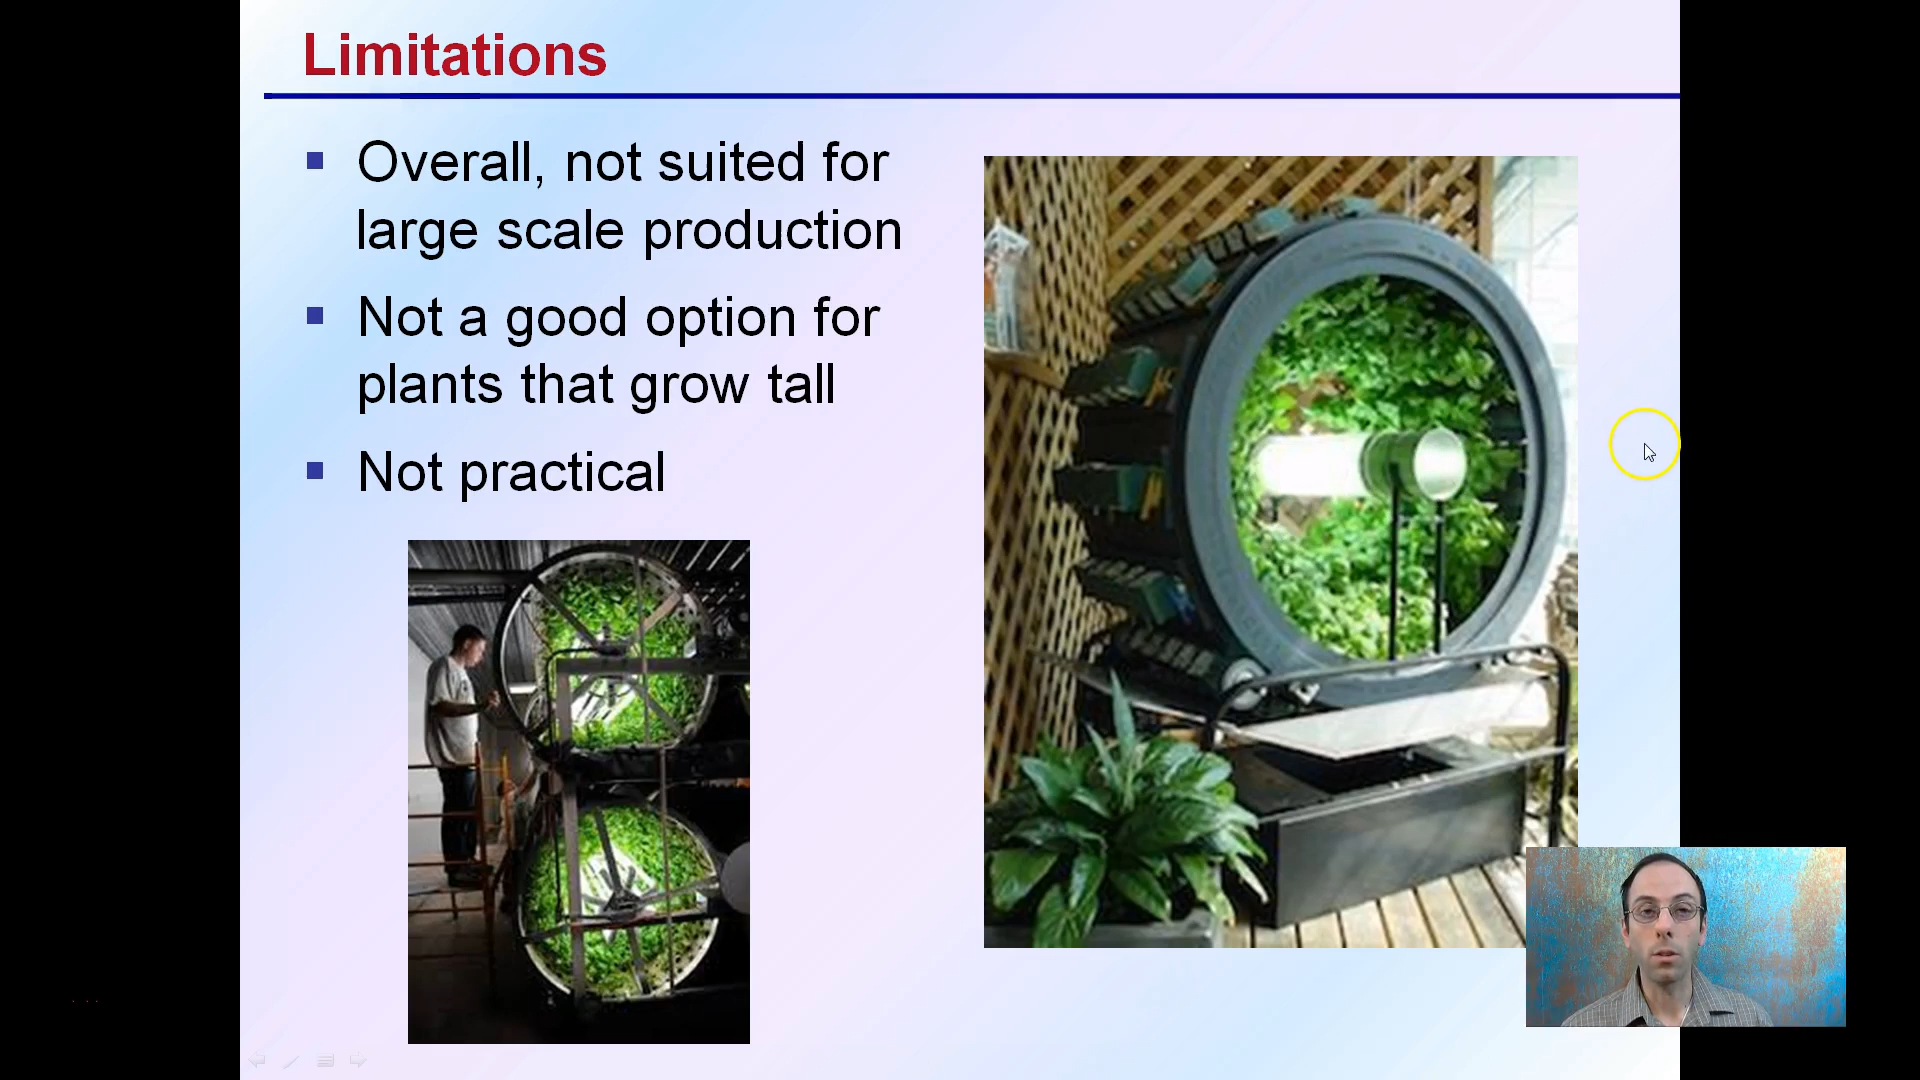 Limitations
Overall, not suited for
large scale production
Not a good option for
plants that grow tall
Not practical